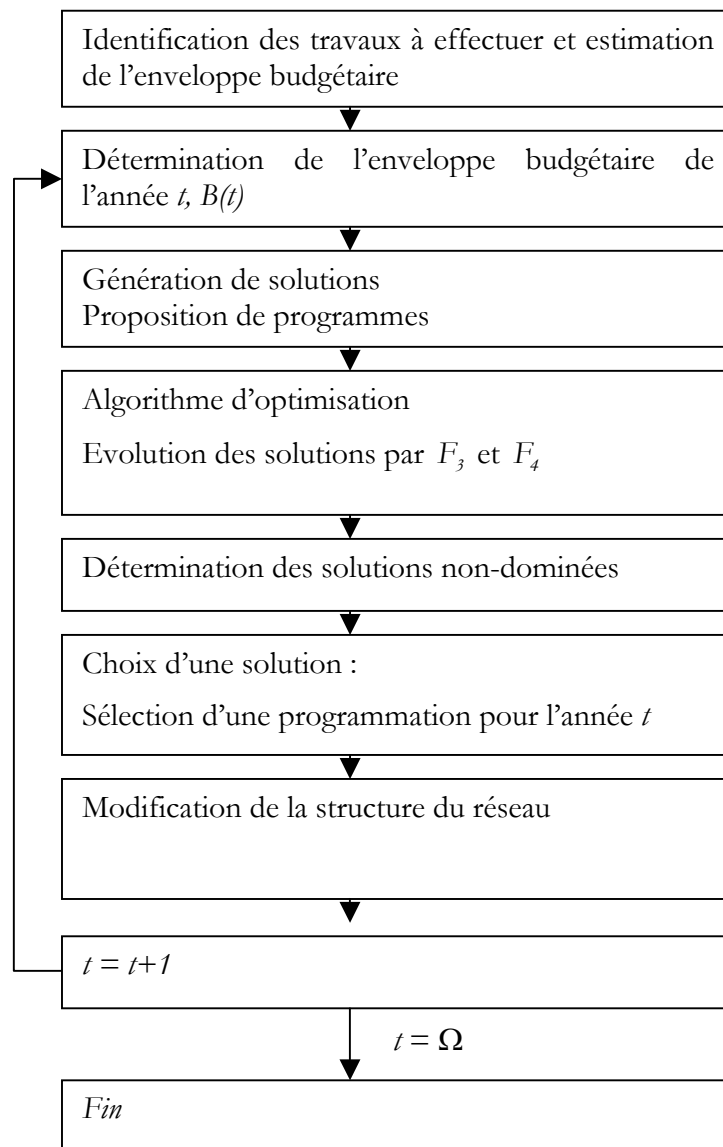 Identification des travaux à effectuer et estimation
de l’enveloppe budgétaire
Détermination de l’enveloppe budgétaire de
l’année t, B(t)
Génération de solutions
Proposition de programmes
Algorithme d’optimisation
Evolution des solutions par F₃ et F₄
Détermination des solutions non-dominées
Choix d’une solution :
Sélection d’une programmation pour l’année t
Modification de la structure du réseau
t = t+1
t = Ω
Fin